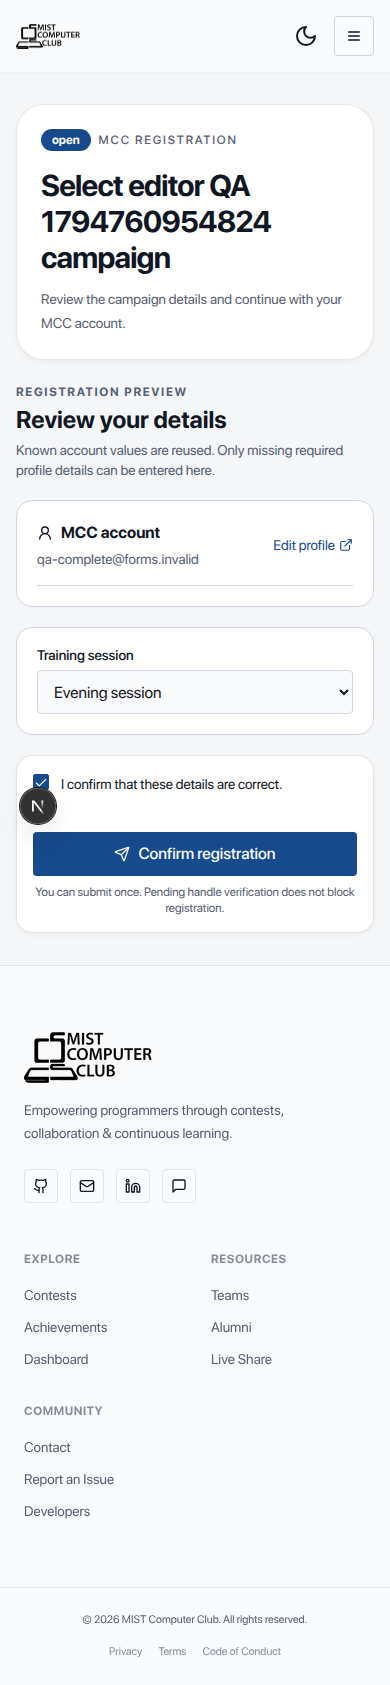 MIST
COMPUTER
CLUB
open MCC REGISTRATION
Select editor QA
1794760954824
campaign
Review the campaign details and continue with your
MCC account.
REGISTRATION PREVIEW
Review your details
Known account values are reused. Only missing required
profile details can be entered here.
MCC account
qa-complete@forms.invalid
Edit profile
Training session
Evening session
I confirm that these details are correct.
N
Confirm registration
You can submit once. Pending handle verification does not block
registration.
MIST
COMPUTER
CLUB
Empowering programmers through contests,
collaboration & continuous learning.
EXPLORE
Contests
Achievements
Dashboard
RESOURCES
Teams
Alumni
Live Share
COMMUNITY
Contact
Report an Issue
Developers
© 2026 MIST Computer Club. All rights reserved.
Privacy Terms Code of Conduct